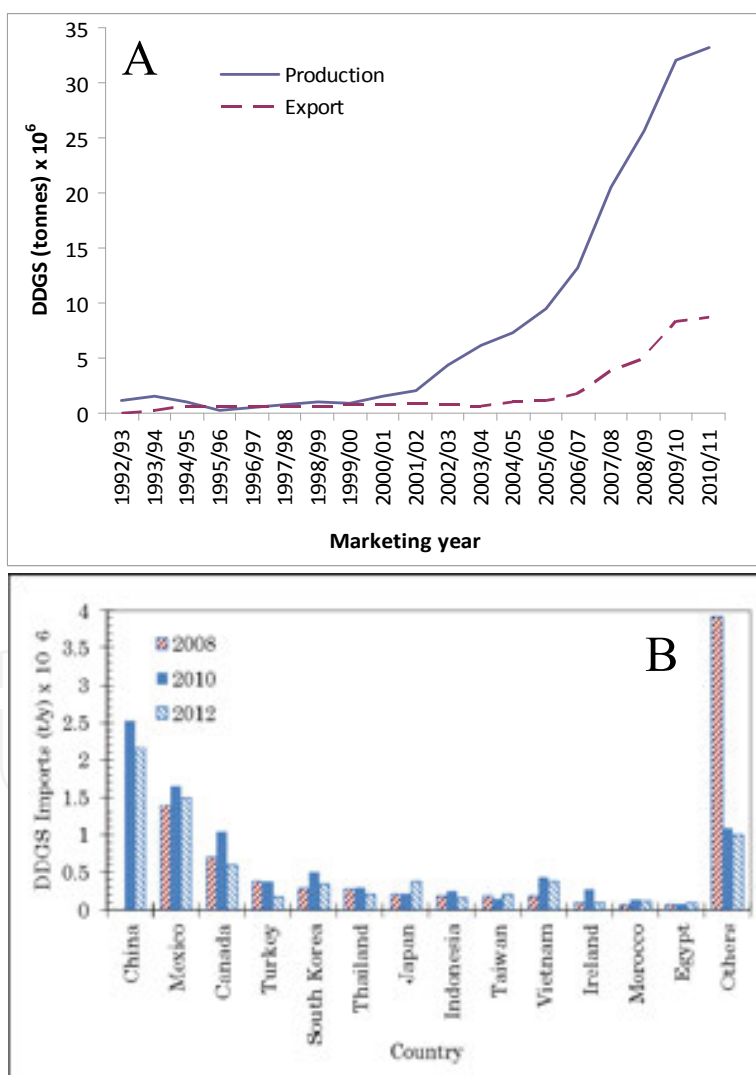 A
Production
Export
DDGS (tonnes) x 10⁶
35
30
25
20
15
10
5
0
1992/93
1993/94
1994/95
1995/96
1996/97
1997/98
1998/99
1999/00
2000/01
2001/02
2002/03
2003/04
2004/05
2005/06
2006/07
2007/08
2008/09
2009/10
2010/11
Marketing year
B
2008
2010
2012
DDGS Imports (t/y) x 10 6
4
3.5
3
2.5
2
1.5
1
0.5
0
China
Mexico
Canada
Turkey
South Korea
Thailand
Japan
Indonesia
Taiwan
Vietnam
Ireland
Morocco
Egypt
Others
Country